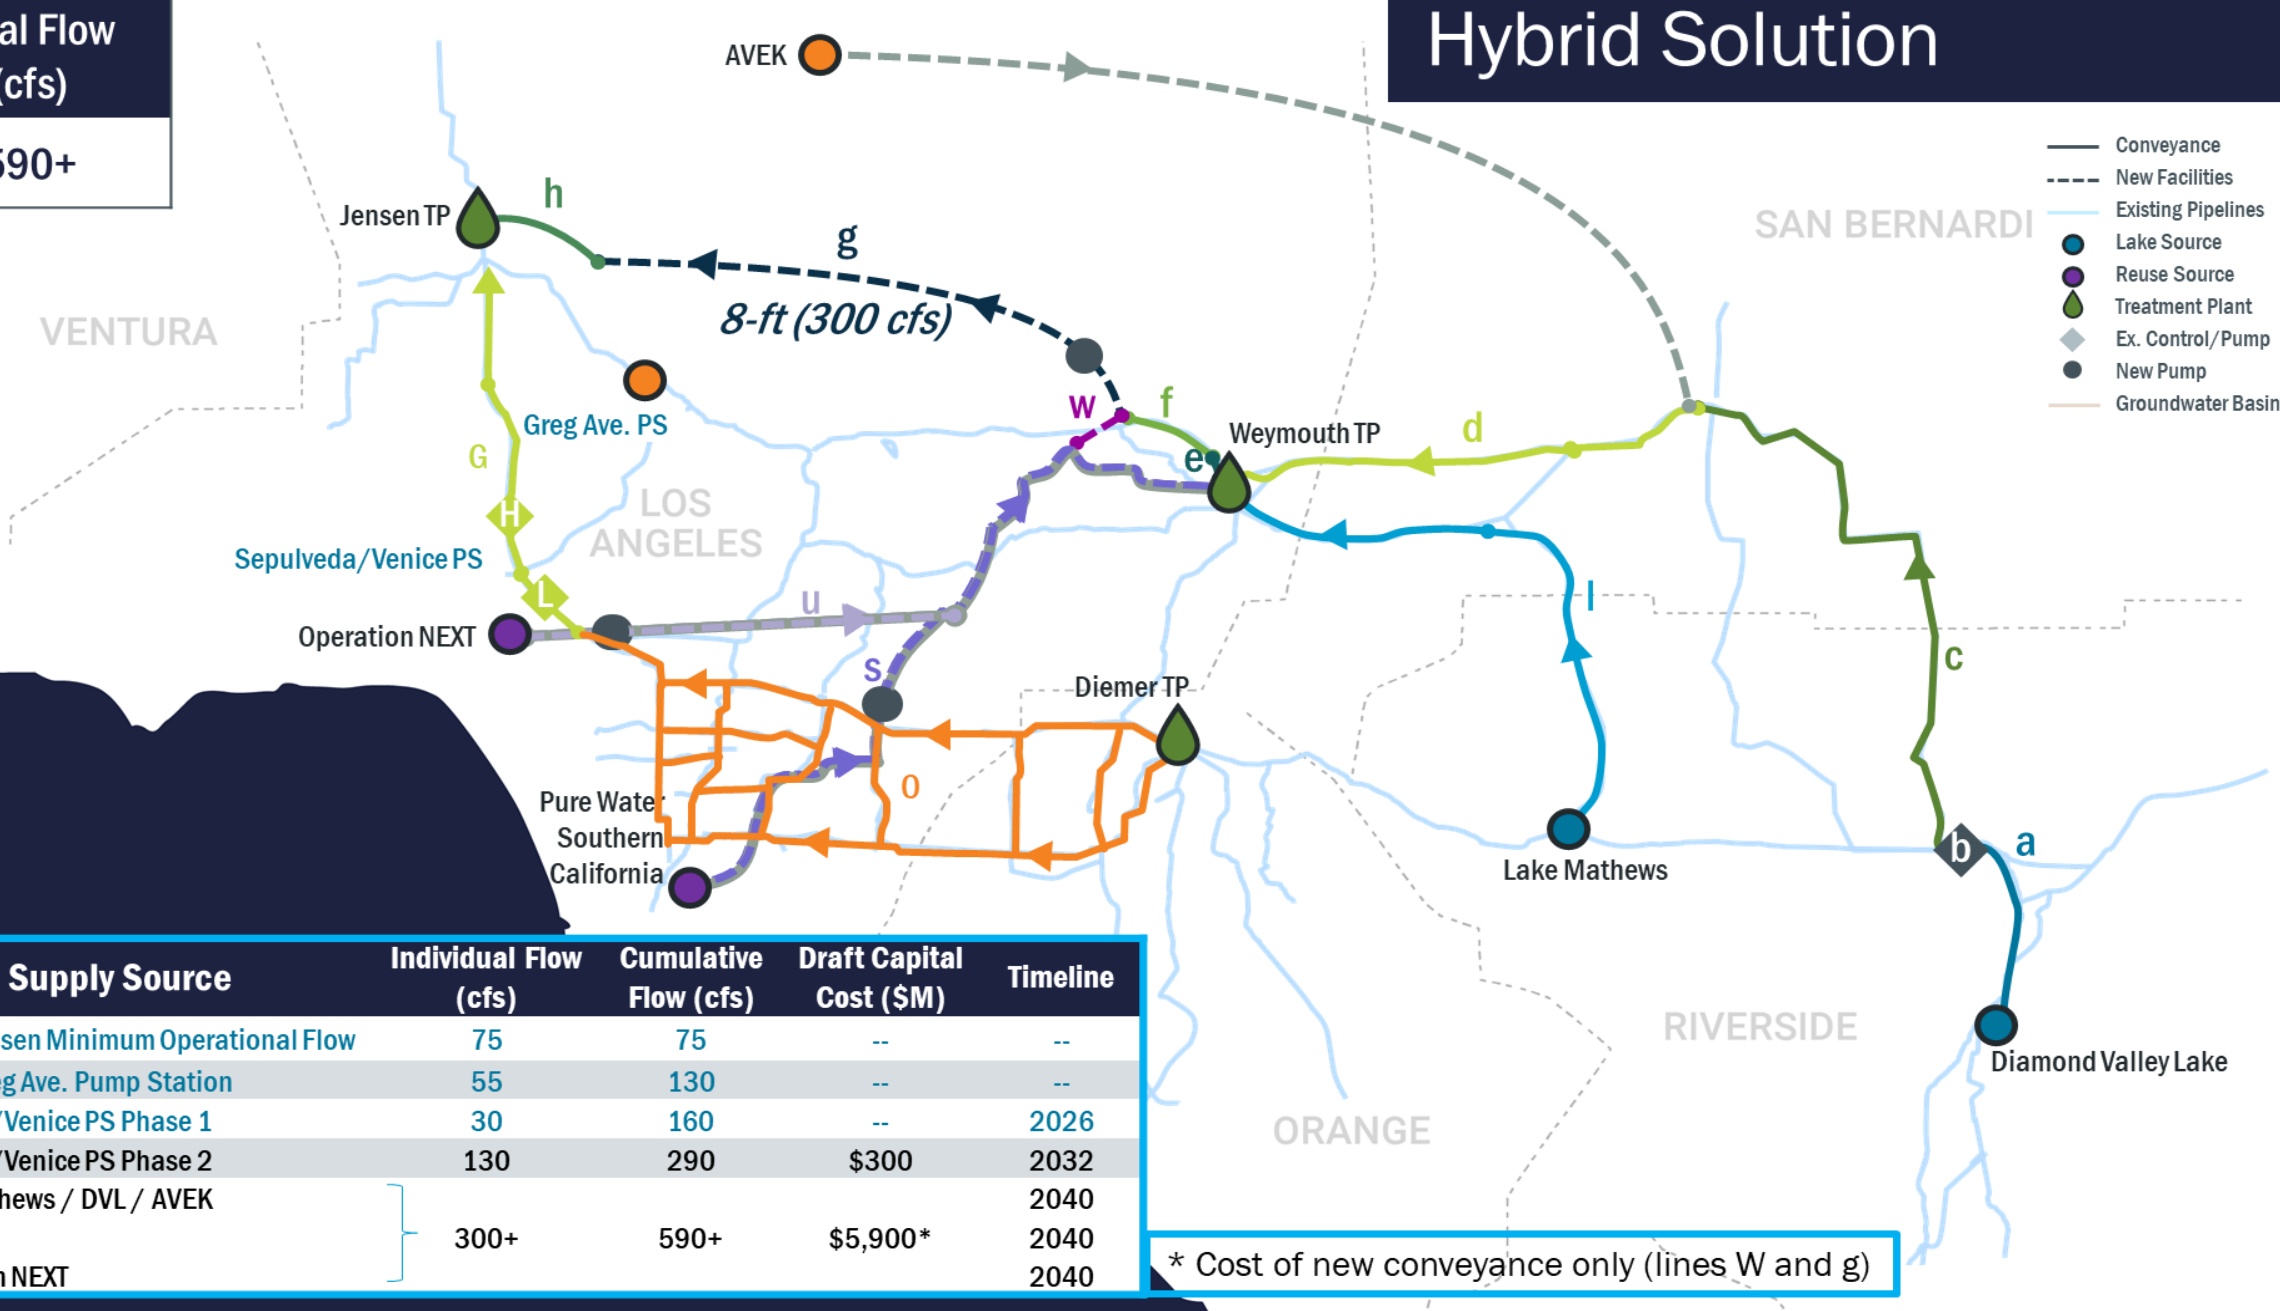 al Flow
(cfs)
590+
Hybrid Solution
AVEK
Conveyance
New Facilities
Existing Pipelines
Lake Source
Reuse Source
Treatment Plant
Ex. Control/Pump
New Pump
Groundwater Basin
SAN BERNARDI
Jensen TP
h
g
8-ft (300 cfs)
VENTURA
Greg Ave. PS
w
f
Weymouth TP
d
e
G
H
LOS
ANGELES
Sepulveda/Venice PS
L
u
l
Operation NEXT
s
c
Diemer TP
o
Pure Water
Southern
California
Lake Mathews
b
a
RIVERSIDE
Diamond Valley Lake
ORANGE
Supply Source Individual Flow (cfs) Cumulative Flow (cfs) Draft Capital Cost ($M) Timeline
sen Minimum Operational Flow 75 75 -- --
eg Ave. Pump Station 55 130 -- --
/Venice PS Phase 1 30 160 -- 2026
/Venice PS Phase 2 130 290 $300 2032
hews / DVL / AVEK 2040
300+ 590+ $5,900* 2040
n NEXT 2040
* Cost of new conveyance only (lines W and g)